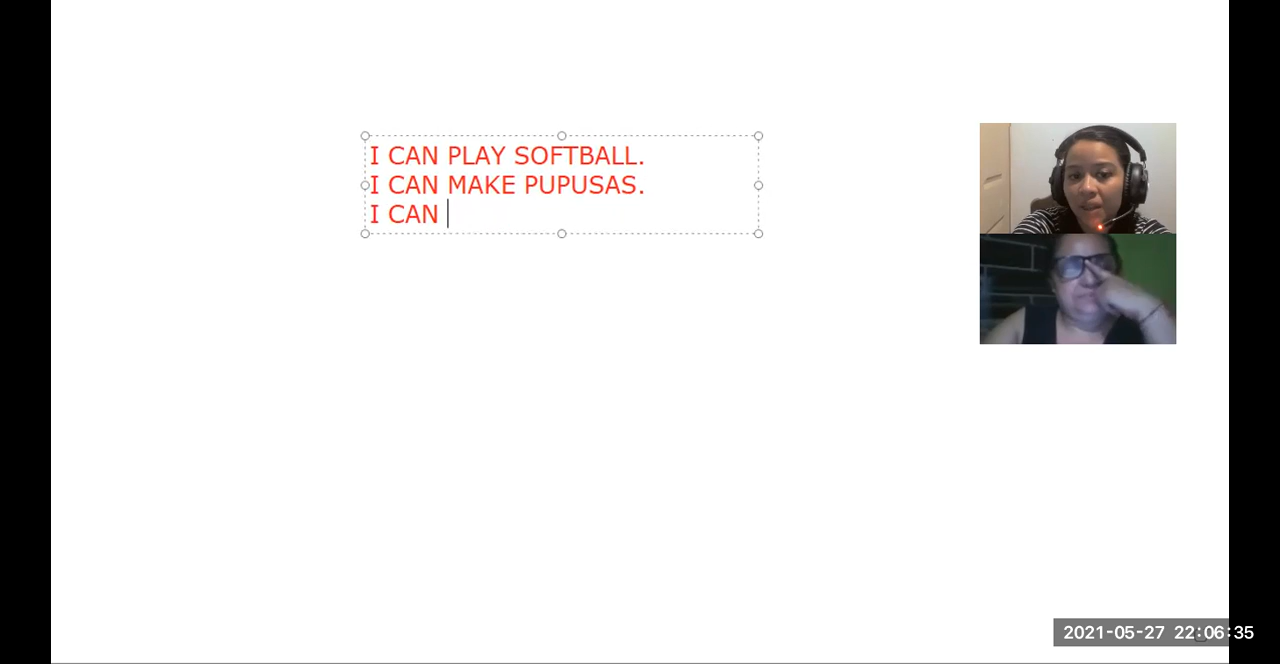 I CAN PLAY SOFTBALL.
I CAN MAKE PUPUSAS.
I CAN
2021-05-27 22:06:35